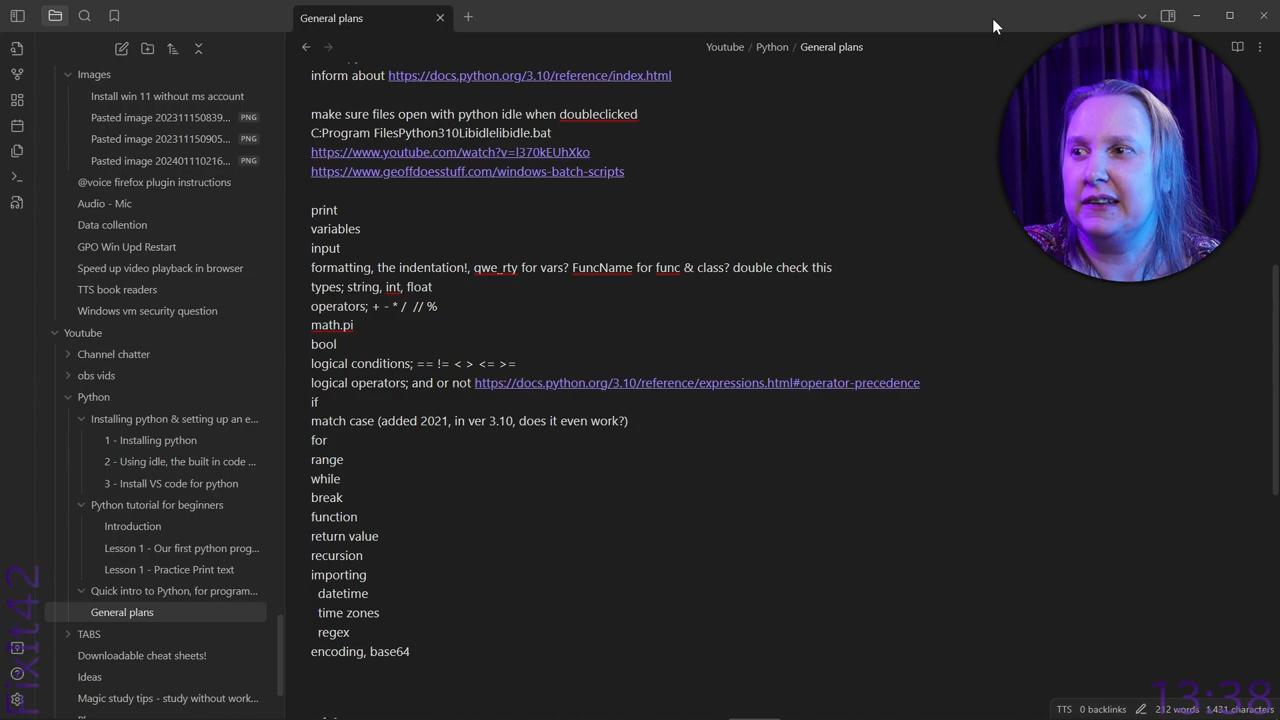 General plans
Youtube / Python / General plans
Images
Install win 11 without ms account
Pasted image 202311150839... PNG
Pasted image 202311150905... PNG
Pasted image 202401110216... PNG
@voice firefox plugin instructions
Audio - Mic
Data collection
GPO Win Upd Restart
Speed up video playback in browser
TTS book readers
Windows vm security question
Youtube
Channel chatter
obs vids
Python
Installing python & setting up an e...
1 - Installing python
2 - Using idle, the built in code ...
3 - Install VS code for python
Python tutorial for beginners
Introduction
Lesson 1 - Our first python prog...
Lesson 1 - Practice Print text
Quick intro to Python, for program...
General plans
TABS
Downloadable cheat sheets!
Ideas
Magic study tips - study without work...
inform about https://docs.python.org/3.10/reference/index.html
make sure files open with python idle when doubleclicked
C:Program FilesPython310Libidlelibidle.bat
https://www.youtube.com/watch?v=l370kEUhXko
https://www.geoffdoesstuff.com/windows-batch-scripts
print
variables
input
formatting, the indentation!, qwe_rty for vars? FuncName for func & class? double check this
types; string, int, float
operators; + - * / // %
math.pi
bool
logical conditions; == != < > <= >=
logical operators; and or not https://docs.python.org/3.10/reference/expressions.html#operator-precedence
if
match case (added 2021, in ver 3.10, does it even work?)
for
range
while
break
function
return value
recursion
importing
datetime
time zones
regex
encoding, base64
Fixit42
13:38
TTS 0 backlinks 212 words 1,431 characters